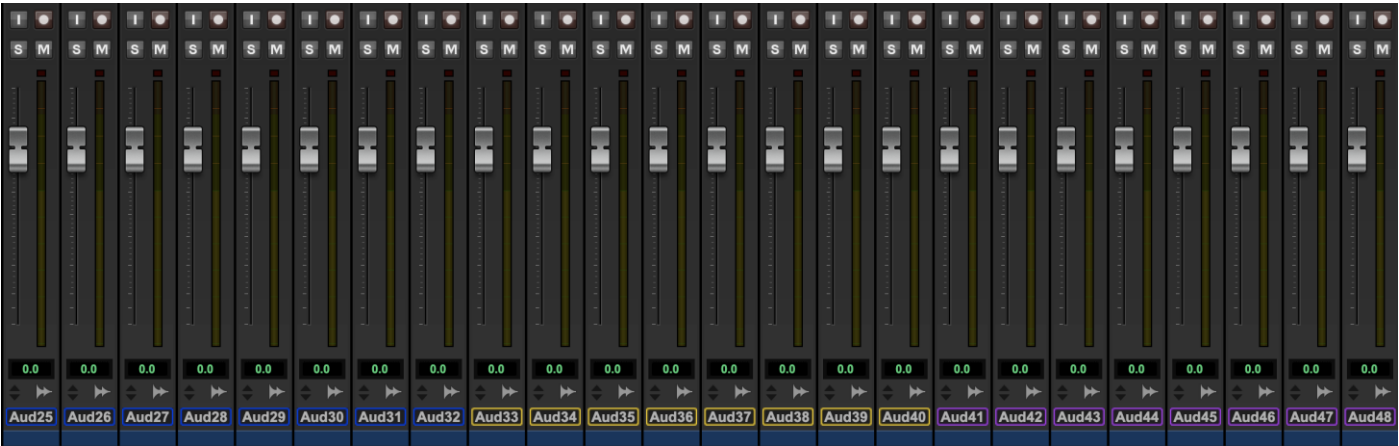 I I I I I I I I I I I I I I I I I I I I I I I I
S M S M S M S M S M S M S M S M S M S M S M S M S M S M S M S M S M S M S M S M S M S M S M S M
0.0 0.0 0.0 0.0 0.0 0.0 0.0 0.0 0.0 0.0 0.0 0.0 0.0 0.0 0.0 0.0 0.0 0.0 0.0 0.0 0.0 0.0 0.0 0.0
Aud25 Aud26 Aud27 Aud28 Aud29 Aud30 Aud31 Aud32 Aud33 Aud34 Aud35 Aud36 Aud37 Aud38 Aud39 Aud40 Aud41 Aud42 Aud43 Aud44 Aud45 Aud46 Aud47 Aud48